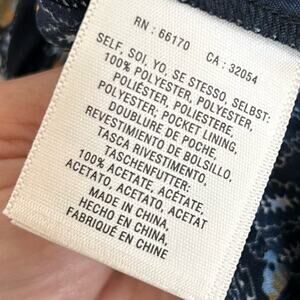 RN : 66170 CA : 32054
SELF, SOI, YO, SE STESSO, SELBST:
100% POLYESTER, POLYESTER,
POLIÉSTER, POLIESTERE,
POLYESTER; POCKET LINING,
DOUBLURE DE POCHE,
REVESTIMIENTO DE BOLSILLO,
TASCA RIVESTIMENTO,
TASCHENFUTTER:
100% ACETATE, ACÉTATE,
ACETATO, ACETATO, ACETAT
MADE IN CHINA,
HECHO EN CHINA,
FABRIQUÉ EN CHINE